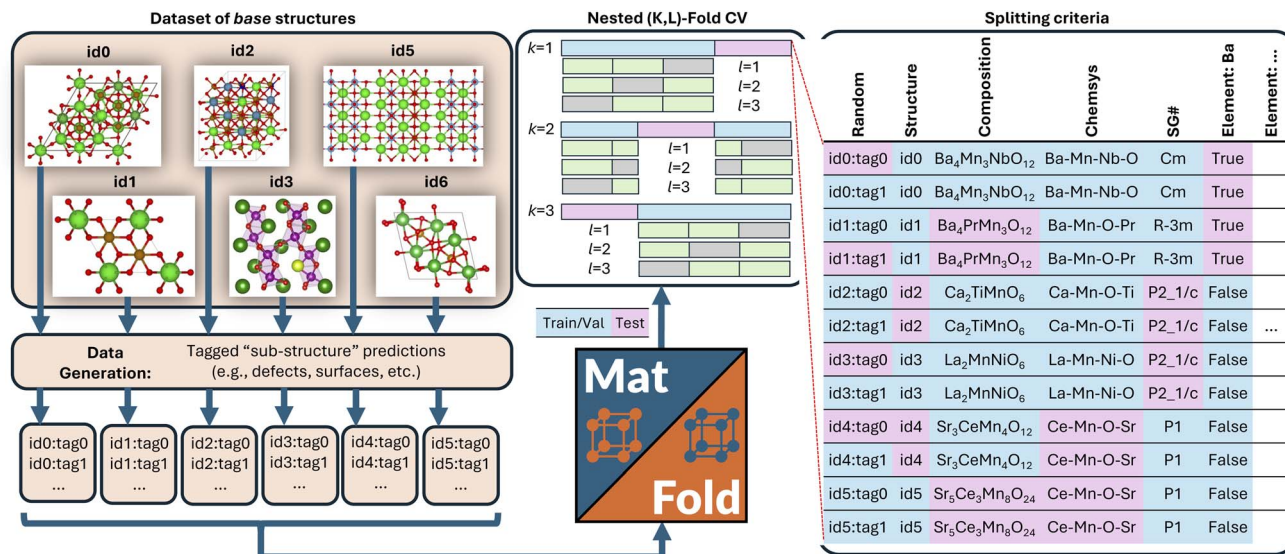 Dataset of base structures
id0
id2
id5
id1
id3
id6
Data
Generation:
Tagged “sub-structure” predictions
(e.g., defects, surfaces, etc.)
id0:tag0
id0:tag1
...
id1:tag0
id1:tag1
...
id2:tag0
id2:tag1
...
id3:tag0
id3:tag1
...
id4:tag0
id4:tag1
...
id5:tag0
id5:tag1
...
Nested (K,L)-Fold CV
k=1
l=1
l=2
l=3
k=2
l=1
l=2
l=3
k=3
l=1
l=2
l=3
Train/Val Test
Mat
Fold
Splitting criteria
Random Structure Composition Chemsys SG# Element: Ba Element: ...
id0:tag0 id0 Ba₄Mn₃NbO₁₂ Ba-Mn-Nb-O Cm True
id0:tag1 id0 Ba₄Mn₃NbO₁₂ Ba-Mn-Nb-O Cm True
id1:tag0 id1 Ba₄PrMn₃O₁₂ Ba-Mn-O-Pr R-3m True
id1:tag1 id1 Ba₄PrMn₃O₁₂ Ba-Mn-O-Pr R-3m True
id2:tag0 id2 Ca₂TiMnO₆ Ca-Mn-O-Ti P2_1/c False
id2:tag1 id2 Ca₂TiMnO₆ Ca-Mn-O-Ti P2_1/c False ...
id3:tag0 id3 La₂MnNiO₆ La-Mn-Ni-O P2_1/c False
id3:tag1 id3 La₂MnNiO₆ La-Mn-Ni-O P2_1/c False
id4:tag0 id4 Sr₃CeMn₄O₁₂ Ce-Mn-O-Sr P1 False
id4:tag1 id4 Sr₃CeMn₄O₁₂ Ce-Mn-O-Sr P1 False
id5:tag0 id5 Sr₅Ce₃Mn₈O₂₄ Ce-Mn-O-Sr P1 False
id5:tag1 id5 Sr₅Ce₃Mn₈O₂₄ Ce-Mn-O-Sr P1 False